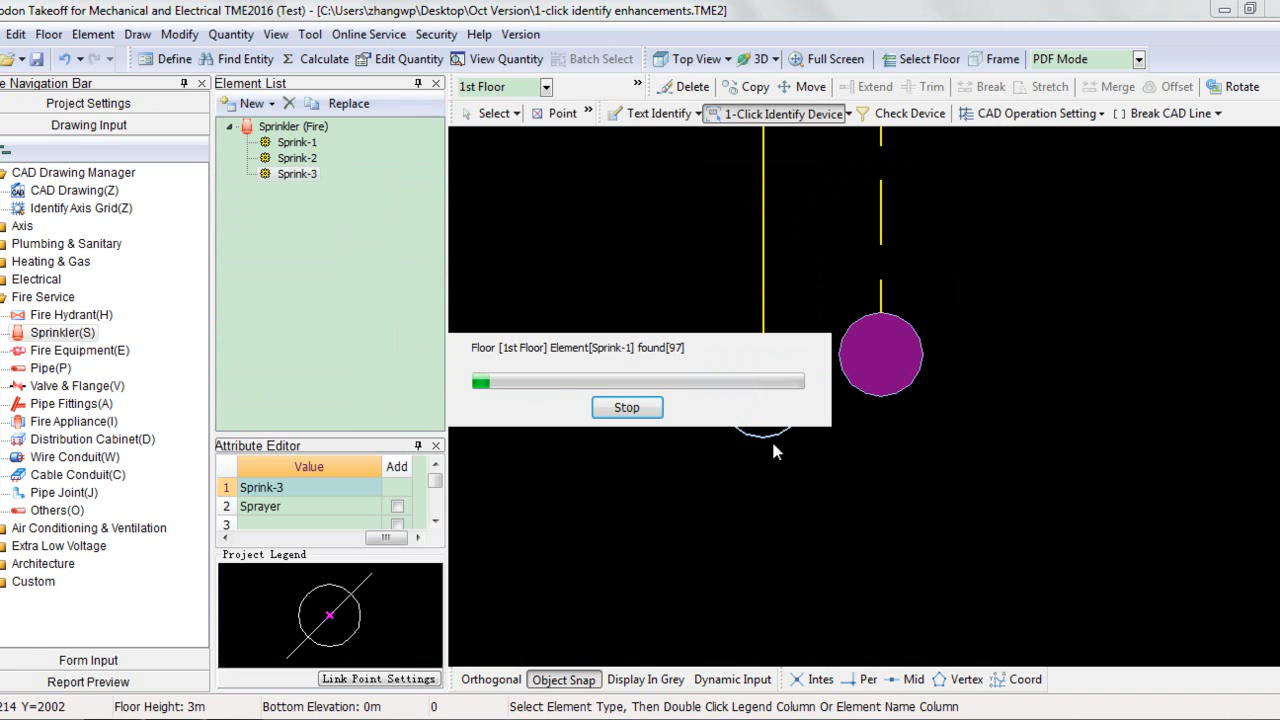 odon Takeoff for Mechanical and Electrical TME2016 (Test) - [C:\Users\zhangwp\Desktop\Oct Version\1-click identify enhancements.TME2]
Edit Floor Element Draw Modify Quantity View Tool Online Service Security Help Version
Define Find Entity Σ Calculate Edit Quantity View Quantity Batch Select Top View 3D Full Screen Select Floor Frame PDF Mode
e Navigation Bar
Project Settings
Drawing Input
CAD Drawing Manager
CAD Drawing(Z)
Identify Axis Grid(Z)
Axis
Plumbing & Sanitary
Heating & Gas
Electrical
Fire Service
Fire Hydrant(H)
Sprinkler(S)
Fire Equipment(E)
Pipe(P)
Valve & Flange(V)
Pipe Fittings(A)
Fire Appliance(I)
Distribution Cabinet(D)
Wire Conduit(W)
Cable Conduit(C)
Pipe Joint(J)
Others(O)
Air Conditioning & Ventilation
Extra Low Voltage
Architecture
Custom
Form Input
Report Preview
Element List
New Replace
Sprinkler (Fire)
Sprink-1
Sprink-2
Sprink-3
Attribute Editor
Value Add
1 Sprink-3
2 Sprayer
3
Project Legend
Link Point Settings
1st Floor » Delete Copy Move Extend Trim Break Stretch Merge Offset Rotate
Select Point » Text Identify 1-Click Identify Device Check Device CAD Operation Setting Break CAD Line
Floor [1st Floor] Element[Sprink-1] found[97]
Stop
Orthogonal Object Snap Display In Grey Dynamic Input Intes Per Mid Vertex Coord
214 Y=2002 Floor Height: 3m Bottom Elevation: 0m 0 Select Element Type, Then Double Click Legend Column Or Element Name Column